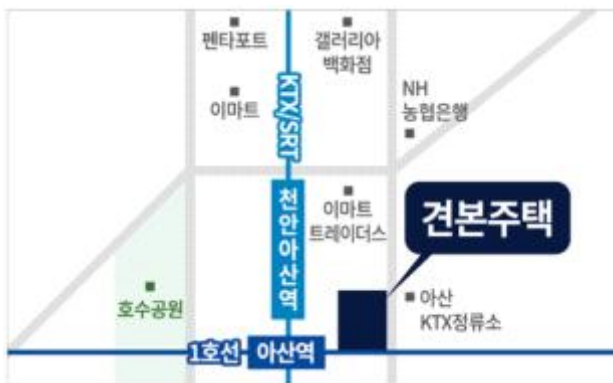 펜타포트
갤러리아
백화점
이마트
KTX/SRT
NH
농협은행
천안아산역
이마트
트레이더스
견본주택
호수공원
아산
KTX정류소
1호선
아산역